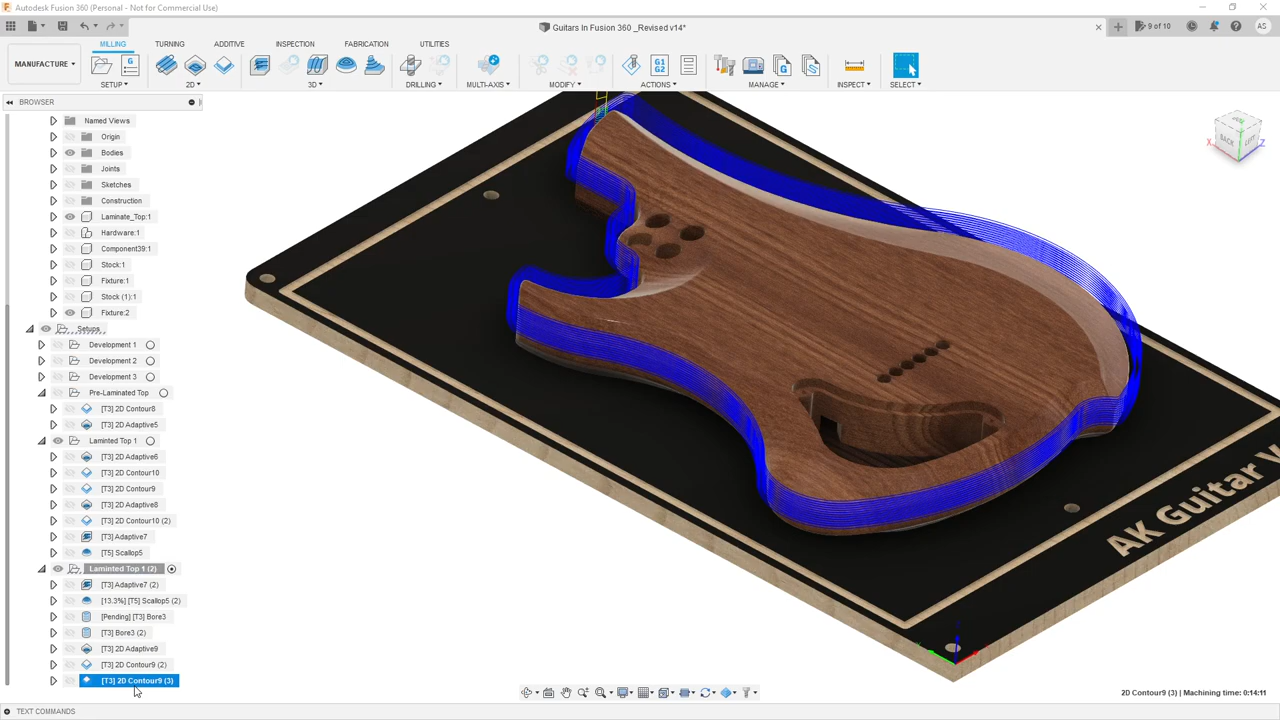 Autodesk Fusion 360 (Personal - Not for Commercial Use)
Guitars In Fusion 360 _Revised v14*
9 of 10
AS
MANUFACTURE
MILLING
TURNING
ADDITIVE
INSPECTION
FABRICATION
UTILITIES
SETUP
2D
3D
DRILLING
MULTI-AXIS
MODIFY
ACTIONS
MANAGE
INSPECT
SELECT
G1
G2
BROWSER
Named Views
Origin
Bodies
Joints
Sketches
Construction
Laminate_Top:1
Hardware:1
Component39:1
Stock:1
Fixture:1
Stock (1):1
Fixture:2
Setups
Development 1
Development 2
Development 3
Pre-Laminated Top
[T3] 2D Contour8
[T3] 2D Adaptive5
Laminted Top 1
[T3] 2D Adaptive6
[T3] 2D Contour10
[T3] 2D Contour9
[T3] 2D Adaptive8
[T3] 2D Contour10 (2)
[T3] Adaptive7
[T5] Scallop5
Laminted Top 1 (2)
[T3] Adaptive7 (2)
[13.3%] [T5] Scallop5 (2)
[Pending] [T3] Bore3
[T3] Bore3 (2)
[T3] 2D Adaptive9
[T3] 2D Contour9 (2)
[T3] 2D Contour9 (3)
BACK
LEFT
X
Z
AK Guitar
2D Contour9 (3) | Machining time: 0:14:11
TEXT COMMANDS